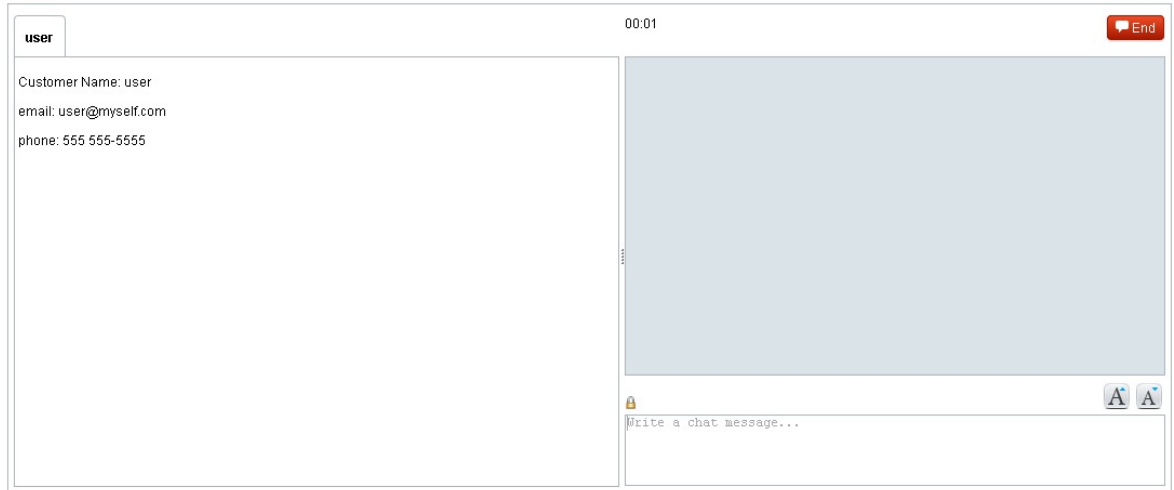 user
Customer Name: user
email: user@myself.com
phone: 555 555-5555
00:01
End
A A
Write a chat message...